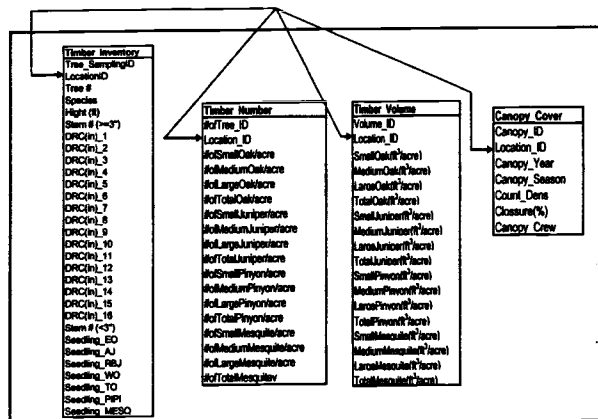 Timber Inventory
Tree_SamplingID
LocationID
Tree #
Species
Hight (ft)
Stem # (>=3")
DRC(in)_1
DRC(in)_2
DRC(in)_3
DRC(in)_4
DRC(in)_5
DRC(in)_6
DRC(in)_7
DRC(in)_8
DRC(in)_9
DRC(in)_10
DRC(in)_11
DRC(in)_12
DRC(in)_13
DRC(in)_14
DRC(in)_15
DRC(in)_16
Stem # (<3")
Seedling_EO
Seedling_AJ
Seedling_RBJ
Seedling_WO
Seedling_TO
Seedling_PIPI
Seedling_MESQ
Timber_Number
#ofTree_ID
Location_ID
#ofSmallOak/acre
#ofMediumOak/acre
#ofLargeOak/acre
#ofTotalOak/acre
#ofSmallJuniper/acre
#ofMediumJuniper/acre
#ofLargeJuniper/acre
#ofTotalJuniper/acre
#ofSmallPinyon/acre
#ofMediumPinyon/acre
#ofLargePinyon/acre
#ofTotalPinyon/acre
#ofSmallMesquite/acre
#ofMediumMesquite/acre
#ofLargeMesquite/acre
#ofTotalMesquitev
Timber_Volume
Volume_ID
Location_ID
SmallOak(ft³/acre)
MediumOak(ft³/acre)
LargeOak(ft³/acre)
TotalOak(ft³/acre)
SmallJuniper(ft³/acre)
MediumJuniper(ft³/acre)
LargeJuniper(ft³/acre)
TotalJuniper(ft³/acre)
SmallPinyon(ft³/acre)
MediumPinyon(ft³/acre)
LargePinyon(ft³/acre)
TotalPinyon(ft³/acre)
SmallMesquite(ft³/acre)
MediumMesquite(ft³/acre)
LargeMesquite(ft³/acre)
TotalMesquite(ft³/acre)
Canopy_Cover
Canopy_ID
Location_ID
Canopy_Year
Canopy_Season
Count_Dens
Closure(%)
Canopy_Crew